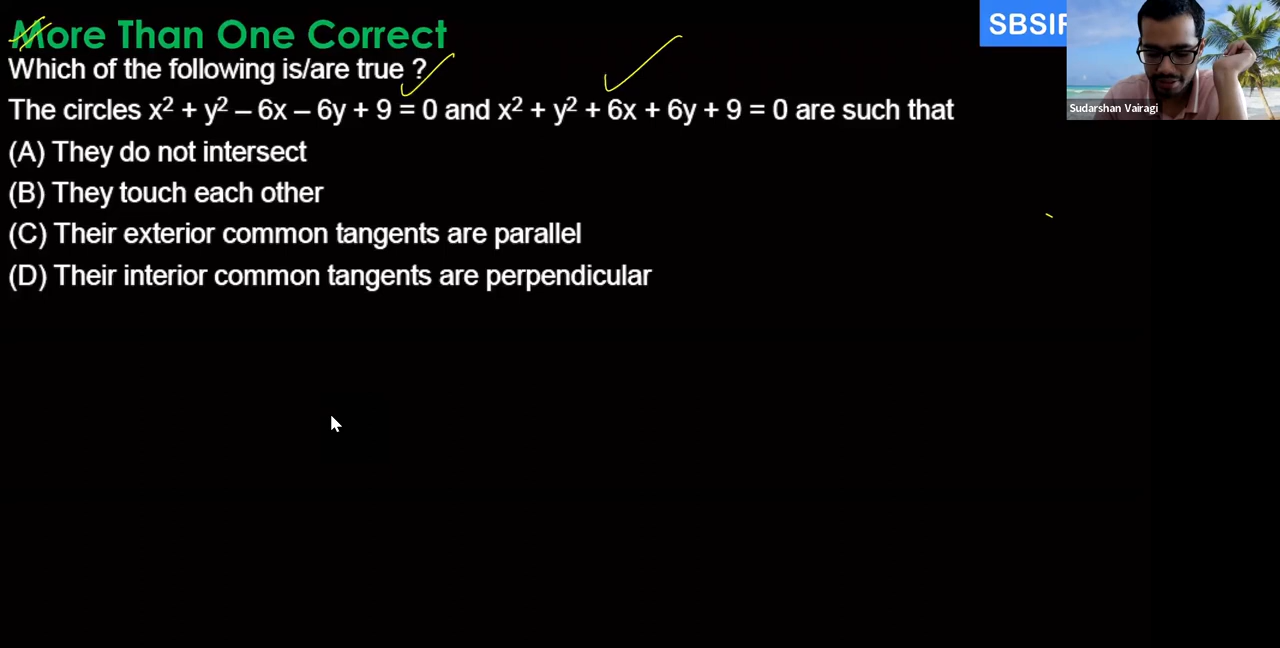 More Than One Correct
SBSIF
Which of the following is/are true ?
Sudarshan Vairagi
The circles x² + y² – 6x – 6y + 9 = 0 and x² + y² + 6x + 6y + 9 = 0 are such that
(A) They do not intersect
(B) They touch each other
(C) Their exterior common tangents are parallel
(D) Their interior common tangents are perpendicular